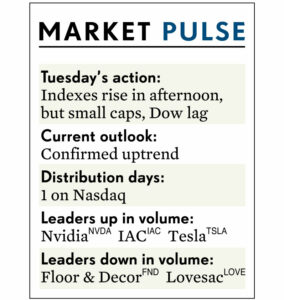 MARKET PULSE
Tuesday's action:
Indexes rise in afternoon,
but small caps, Dow lag
Current outlook:
Confirmed uptrend
Distribution days:
1 on Nasdaq
Leaders up in volume:
Nvidia NVDA IAC IAC Tesla TSLA
Leaders down in volume:
Floor & Decor FND Lovesac LOVE